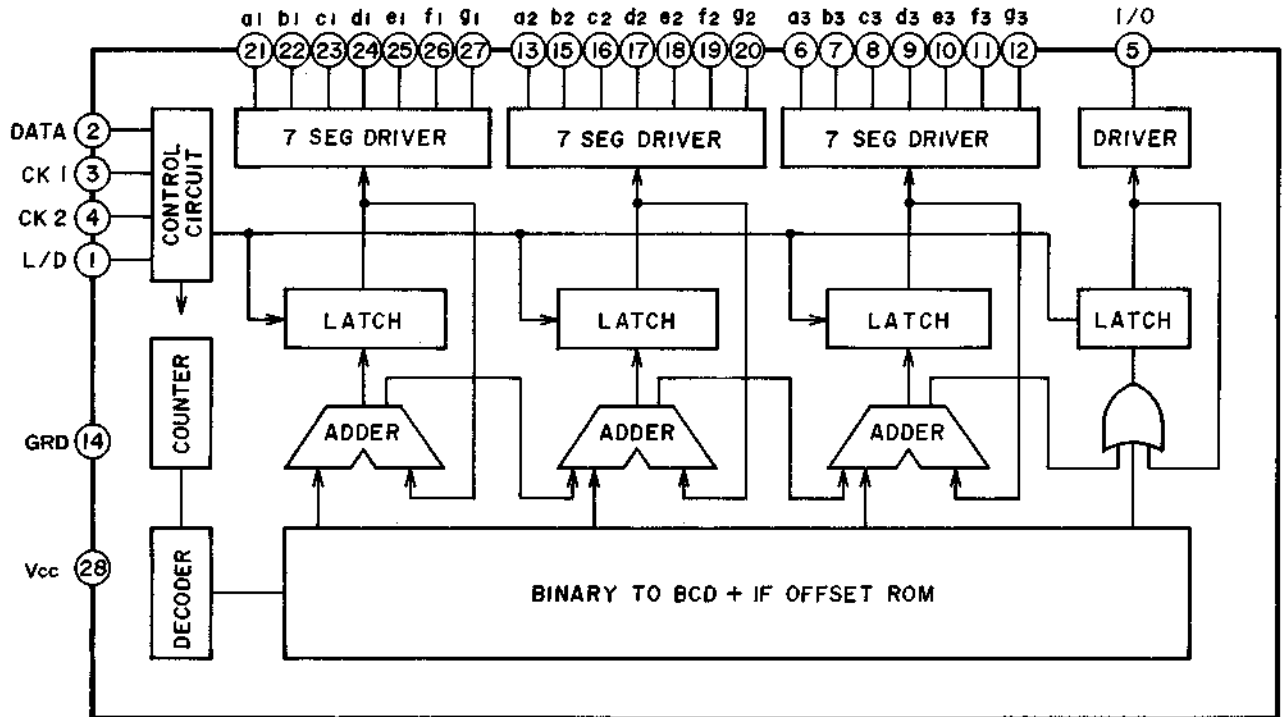 a1 b1 c1 d1 e1 f1 g1 a2 b2 c2 d2 e2 f2 g2 a3 b3 c3 d3 e3 f3 g3 1/0
21 22 23 24 25 26 27 13 15 16 17 18 19 20 6 7 8 9 10 11 12 5
DATA 2
CK 1 3
CK 2 4
L/D 1
CONTROL
CIRCUIT
7 SEG DRIVER 7 SEG DRIVER 7 SEG DRIVER DRIVER
LATCH LATCH LATCH LATCH
COUNTER
ADDER ADDER ADDER
GRD 14
Vcc 28
DECODER
BINARY TO BCD + IF OFFSET ROM